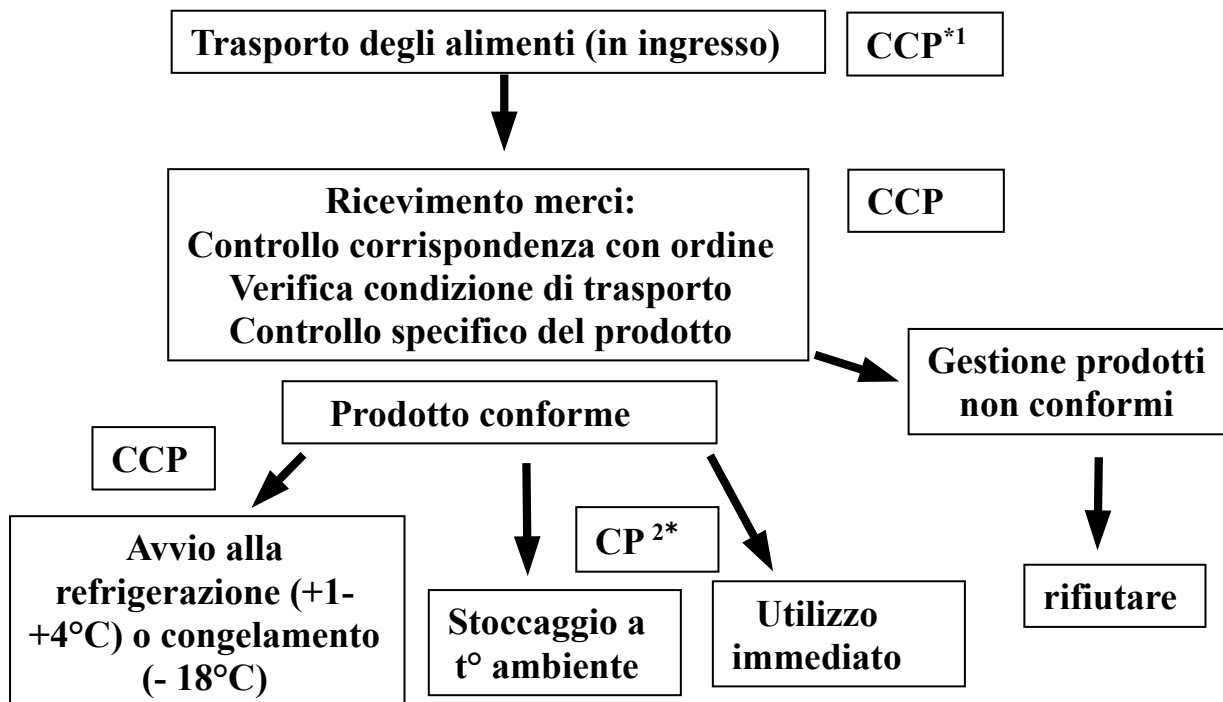 Trasporto degli alimenti (in ingresso)
CCP*1
Ricevimento merci:
Controllo corrispondenza con ordine
Verifica condizione di trasporto
Controllo specifico del prodotto
CCP
Gestione prodotti
non conformi
Prodotto conforme
CCP
Avvio alla
refrigerazione (+1-
+4°C) o congelamento
(- 18°C)
CP 2*
Stoccaggio a
t° ambiente
Utilizzo
immediato
rifiutare